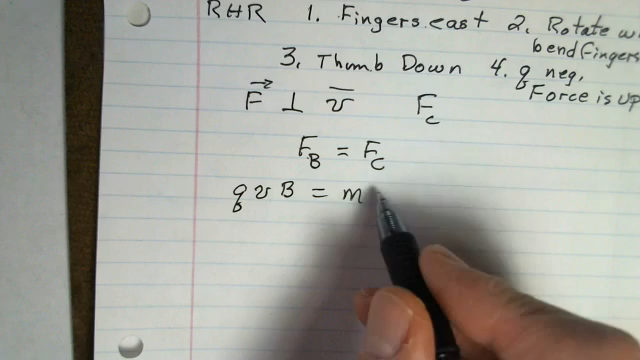 RHR 1. Fingers east 2. Rotate
bend fingers
3. Thumb Down 4. q neg,
Force is up
F⃗ ⊥ v̅ F_C
F_B = F_C
q v B = m